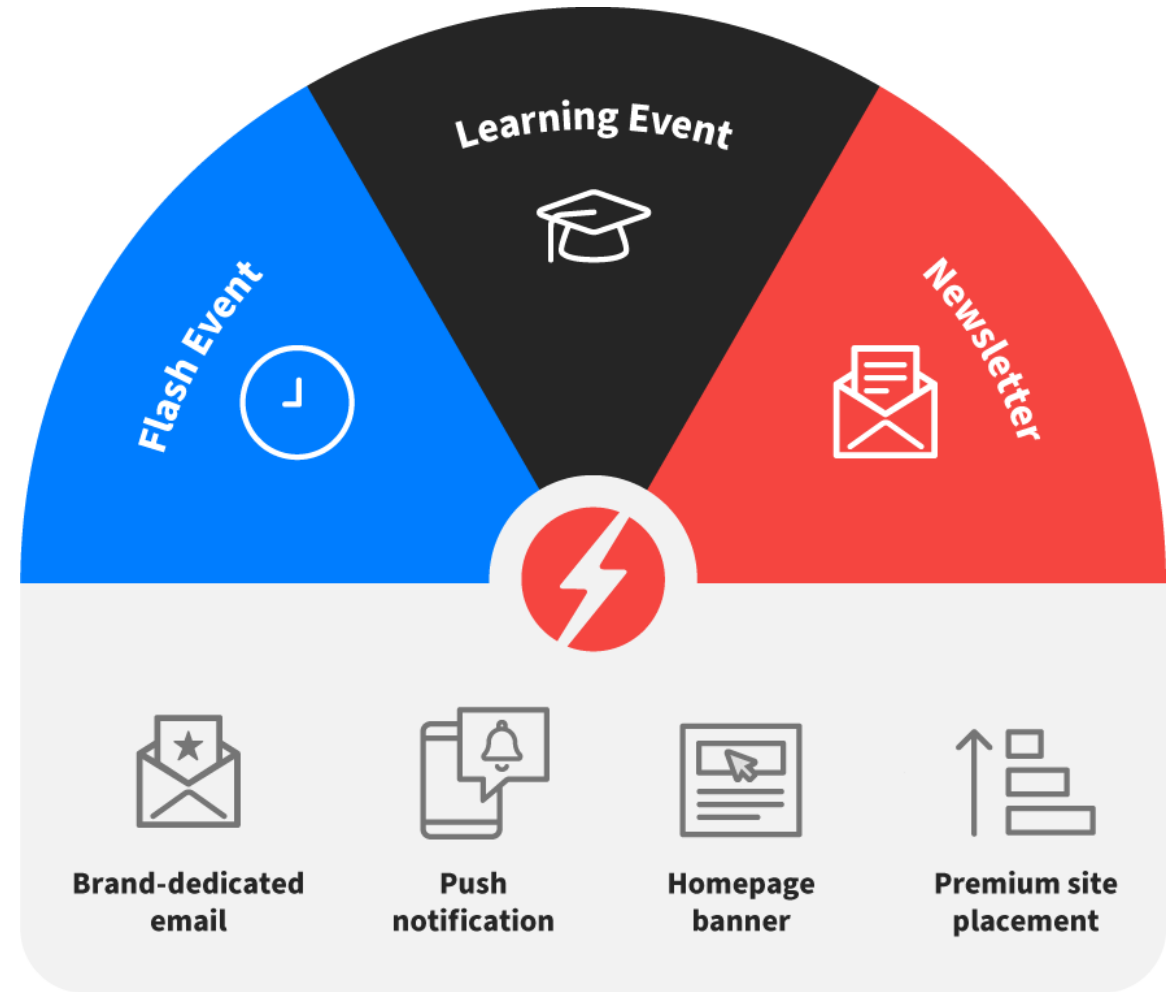 Learning Event
Flash Event
Newsletter
Brand-dedicated
email
Push
notification
Homepage
banner
Premium site
placement